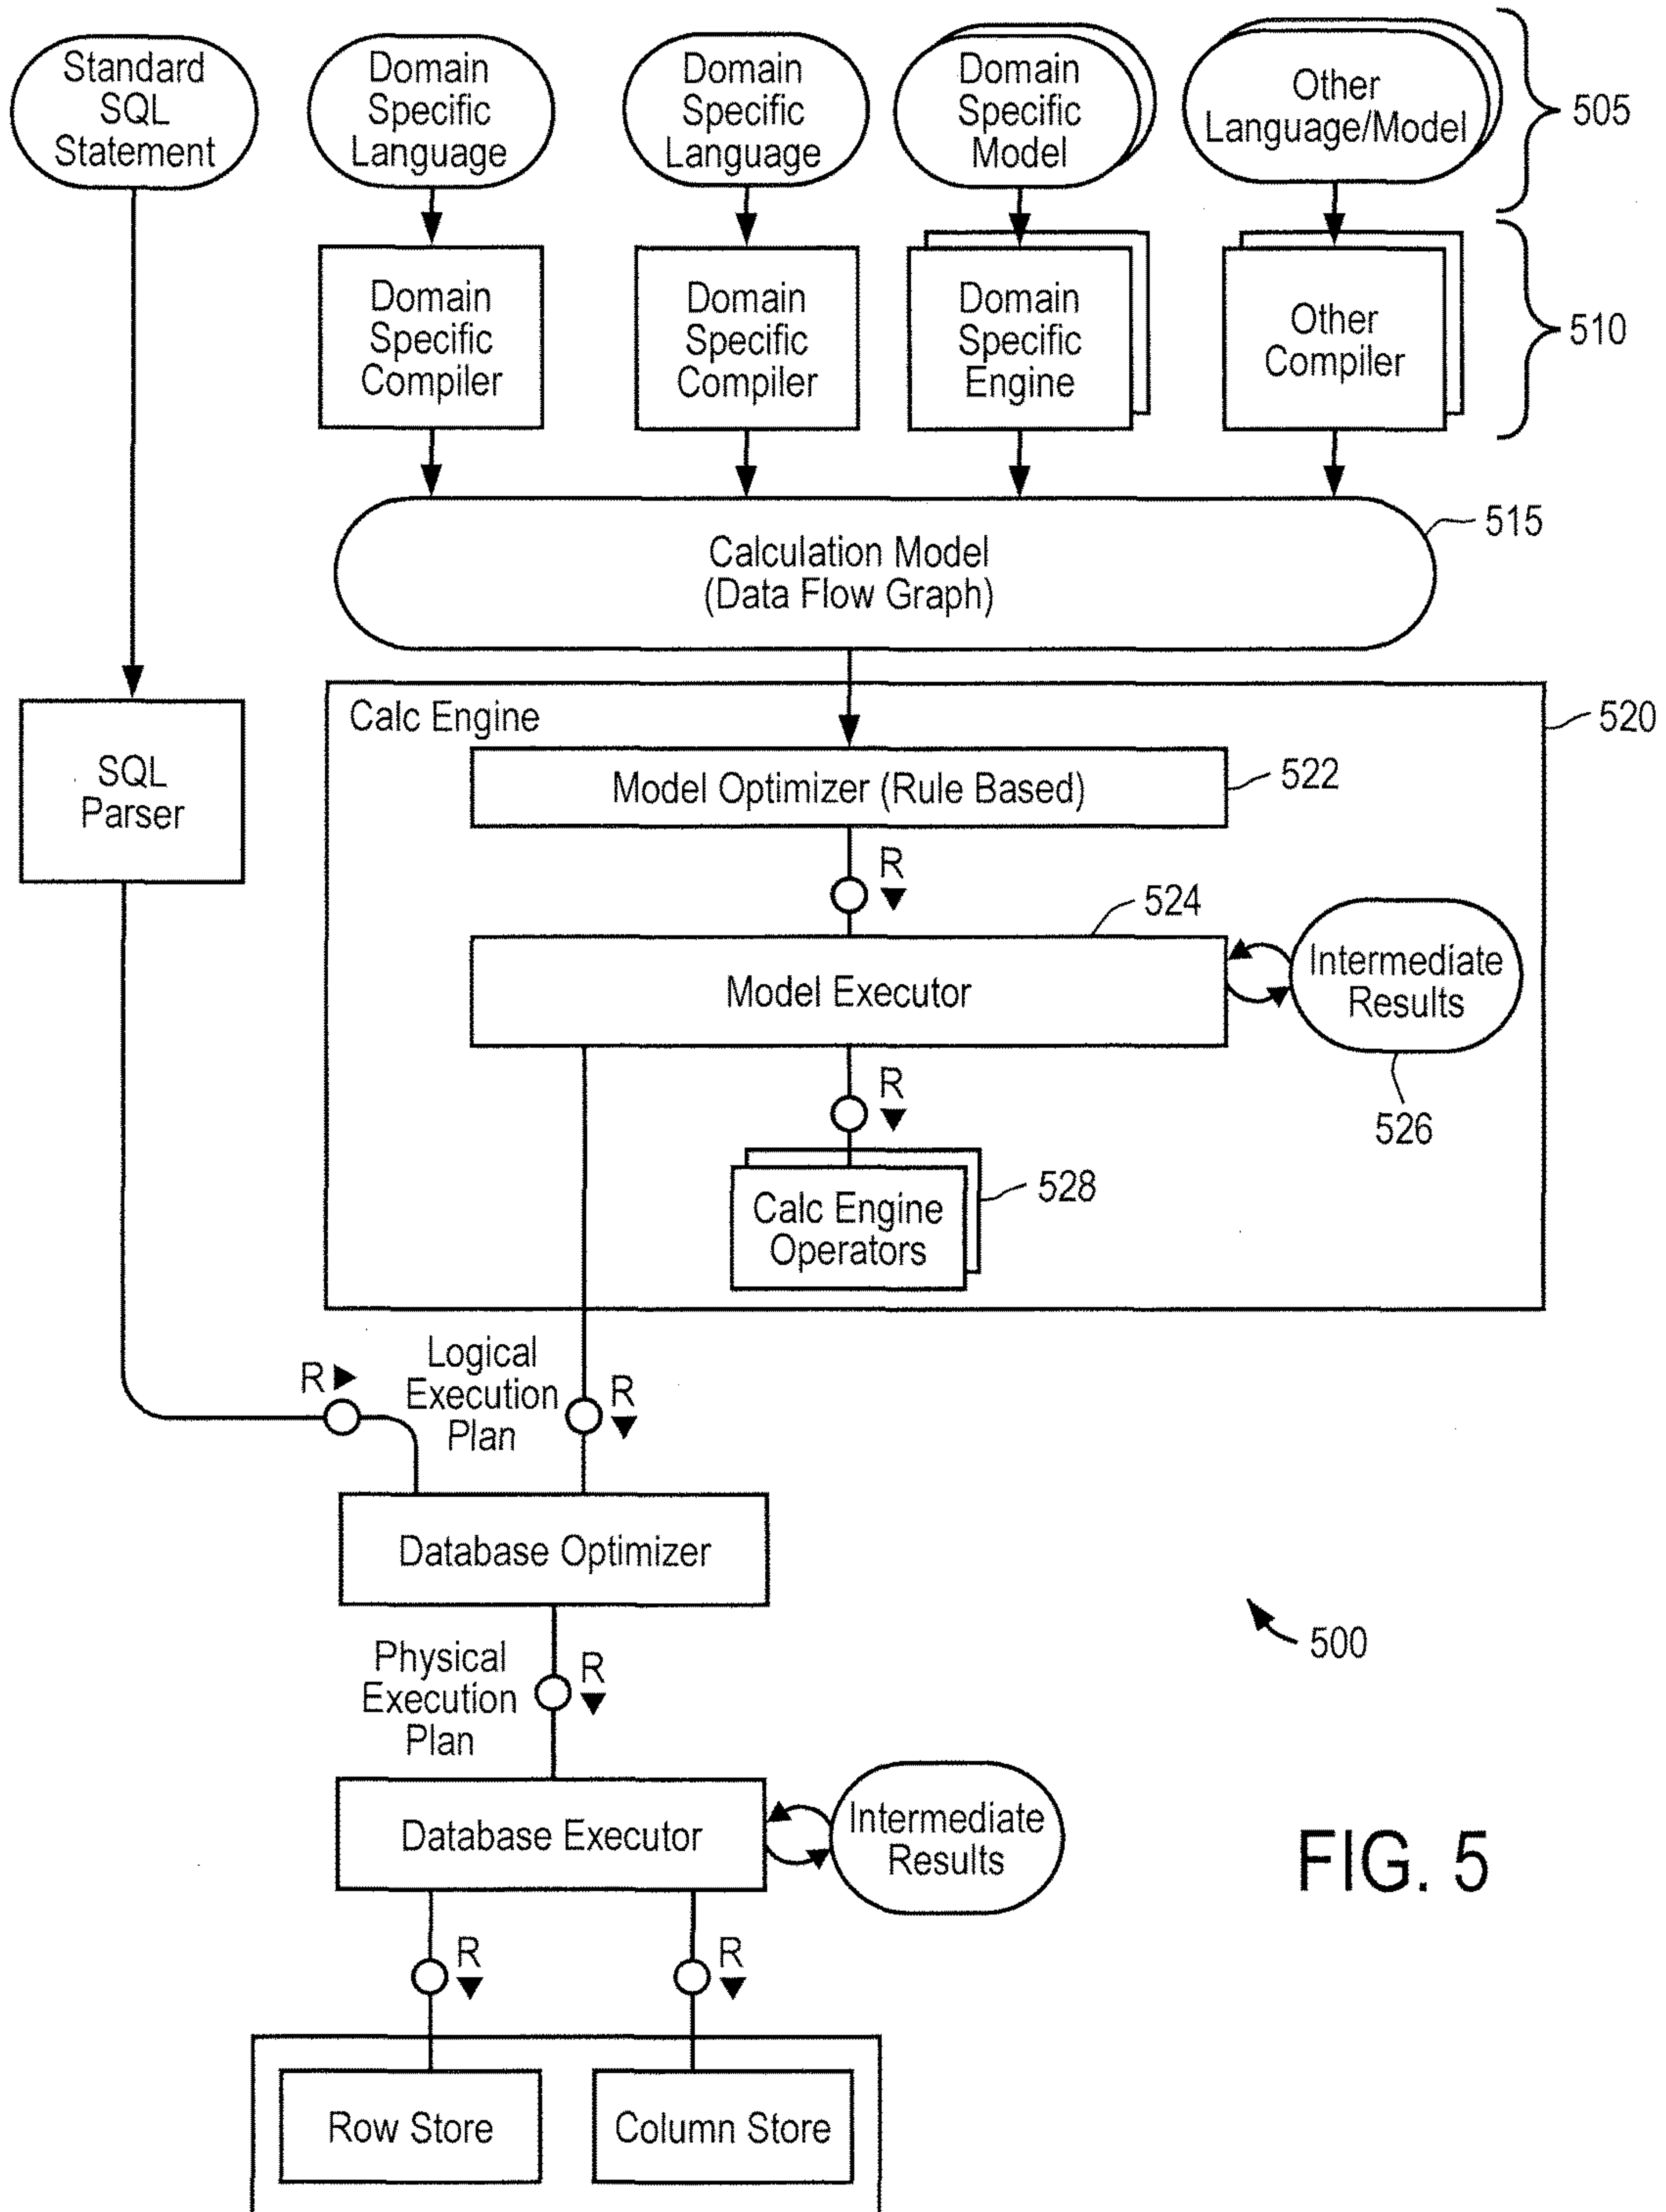 Standard
SQL
Statement
Domain
Specific
Language
Domain
Specific
Language
Domain
Specific
Model
Other
Language/Model
505
Domain
Specific
Compiler
Domain
Specific
Compiler
Domain
Specific
Engine
Other
Compiler
510
Calculation Model
(Data Flow Graph)
515
SQL
Parser
Calc Engine
520
Model Optimizer (Rule Based)
522
R
524
Model Executor
Intermediate
Results
526
R
Calc Engine
Operators
528
R
Logical
Execution
Plan
R
Database Optimizer
500
Physical
Execution
Plan
R
Database Executor
Intermediate
Results
FIG. 5
R
R
Row Store
Column Store